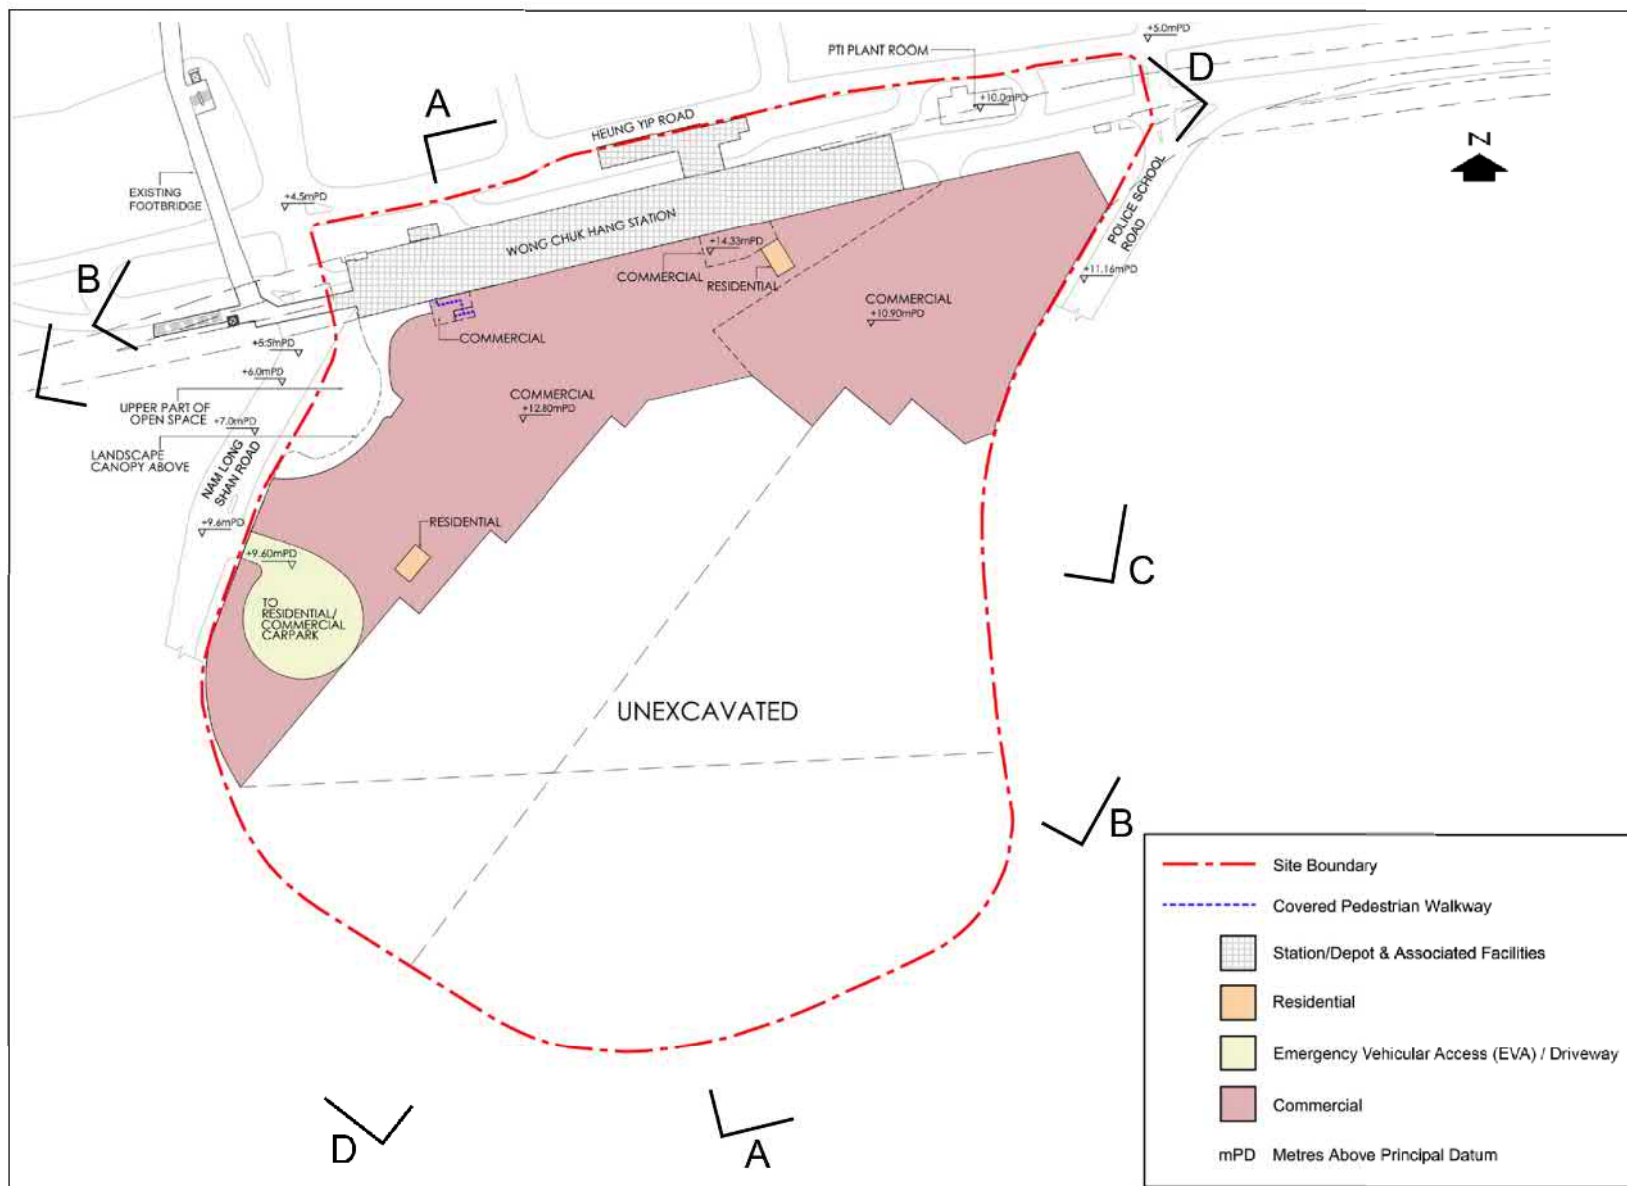 +5.0mPD
PTI PLANT ROOM
D
A
+10.0mPD
HEUNG YIP ROAD
N
EXISTING
FOOTBRIDGE
+4.5mPD
POLICE SCHOOL
ROAD
WONG CHUK HANG STATION
+14.33mPD
COMMERCIAL
RESIDENTIAL
+11.16mPD
B
COMMERCIAL
+10.90mPD
COMMERCIAL
+5.5mPD
+6.0mPD
COMMERCIAL
+12.80mPD
UPPER PART OF
OPEN SPACE
+7.0mPD
LANDSCAPE
CANOPY ABOVE
NAM LONG
SHAN ROAD
+9.6mPD
RESIDENTIAL
+9.60mPD
C
TO
RESIDENTIAL/
COMMERCIAL
CARPARK
UNEXCAVATED
B
Site Boundary
Covered Pedestrian Walkway
Station/Depot & Associated Facilities
Residential
Emergency Vehicular Access (EVA) / Driveway
Commercial
mPD Metres Above Principal Datum
D
A